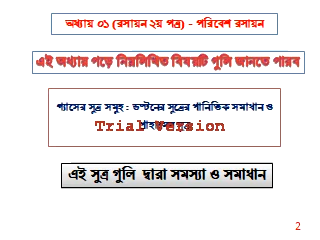 অধ্যায় ০১ (রসায়ন ২য় পত্র) - পরিবেশ রসায়ন
এই অধ্যায় পড়ে নিম্নলিখিত বিষয়টি গুলি জানতে পারব
গ্যাসের সুত্র সমুহ : ডল্টনের সুত্রের গানিতিক সমাধান ও
Trial Version
এই সুত্র গুলি দ্বারা সমস্যা ও সমাধান
2